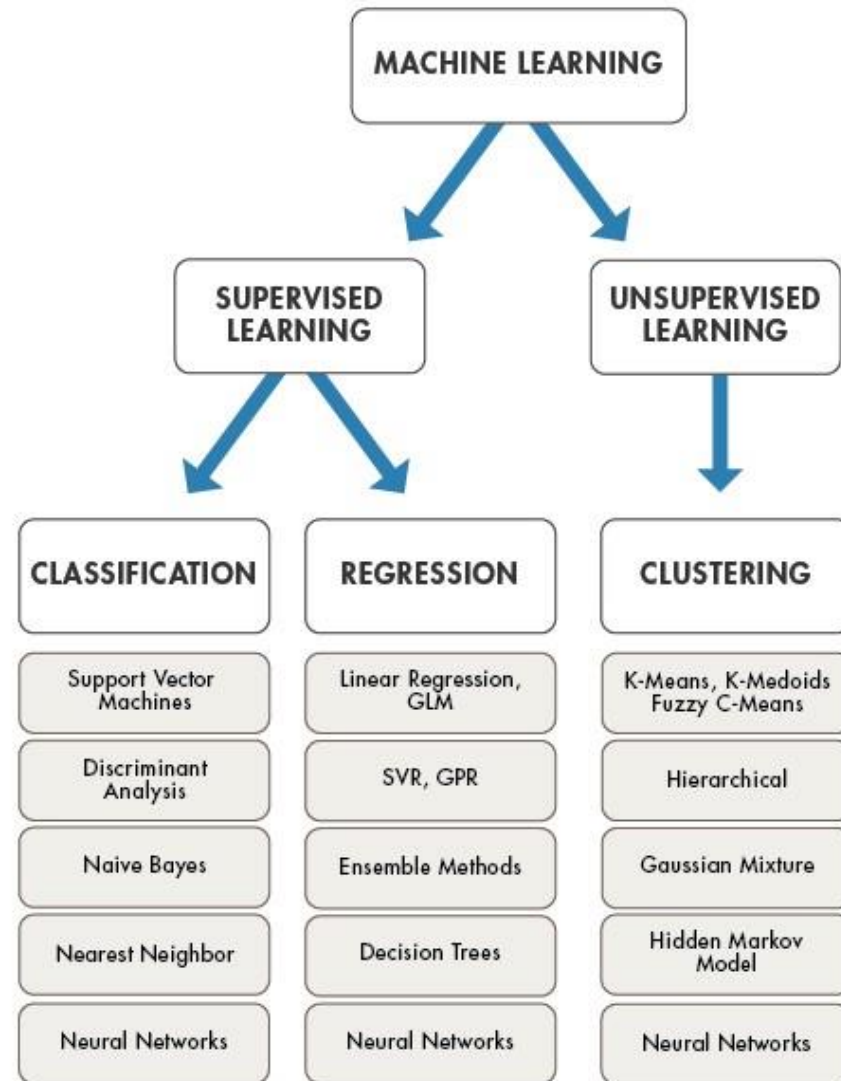 MACHINE LEARNING
SUPERVISED
LEARNING
UNSUPERVISED
LEARNING
CLASSIFICATION
Support Vector
Machines
Discriminant
Analysis
Naive Bayes
Nearest Neighbor
Neural Networks
REGRESSION
Linear Regression,
GLM
SVR, GPR
Ensemble Methods
Decision Trees
Neural Networks
CLUSTERING
K-Means, K-Medoids
Fuzzy C-Means
Hierarchical
Gaussian Mixture
Hidden Markov
Model
Neural Networks